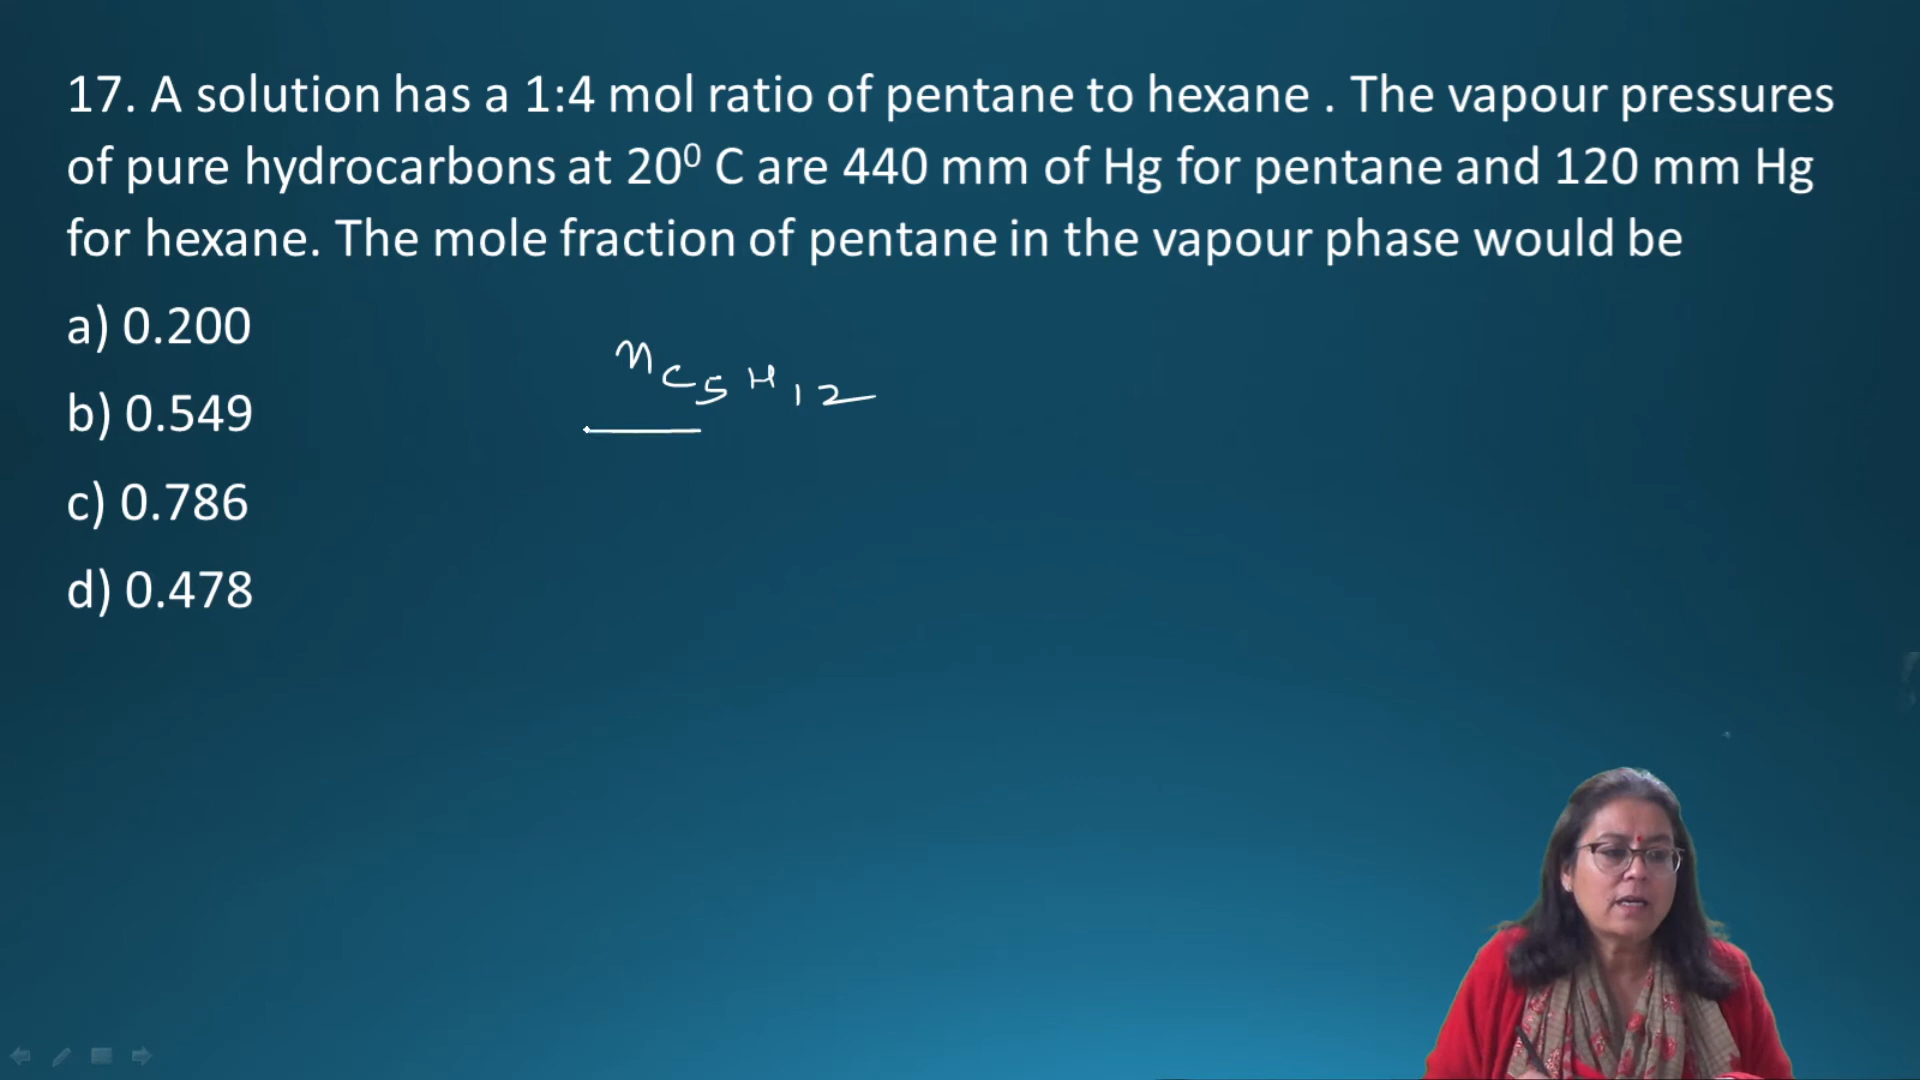 17. A solution has a 1:4 mol ratio of pentane to hexane . The vapour pressures
of pure hydrocarbons at 20⁰ C are 440 mm of Hg for pentane and 120 mm Hg
for hexane. The mole fraction of pentane in the vapour phase would be
a) 0.200
b) 0.549
c) 0.786
d) 0.478
n C5H12